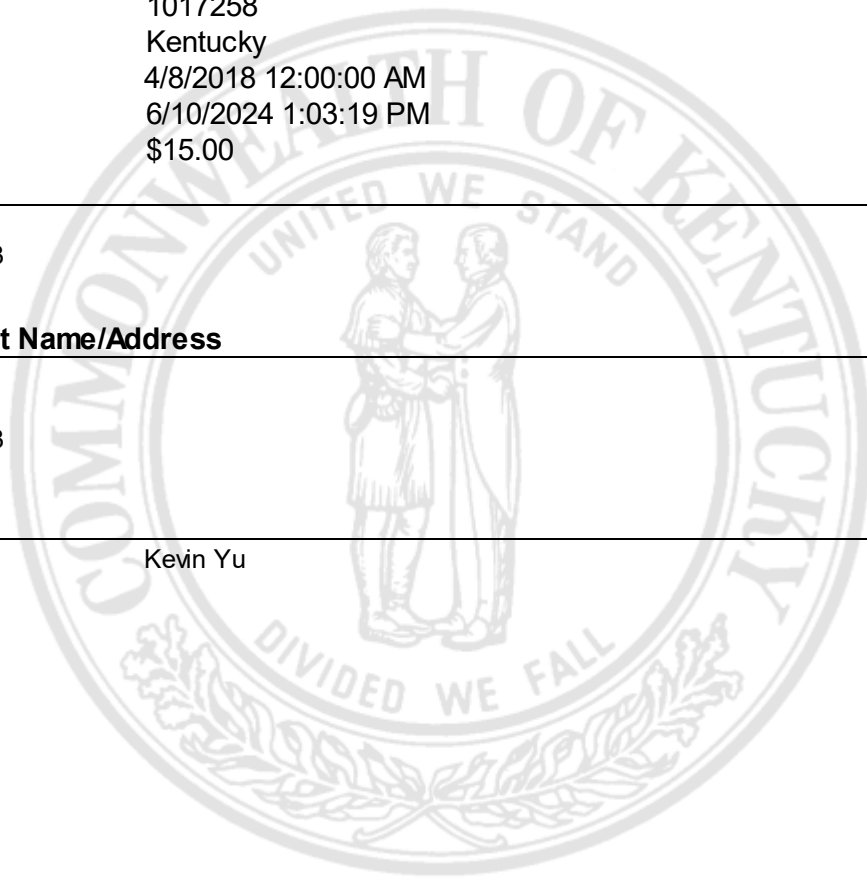 1017258
Kentucky
4/8/2018 12:00:00 AM
6/10/2024 1:03:19 PM
$15.00
COMMONWEALTH OF KENTUCKY
UNITED WE STAND
3
t Name/Address
3
Kevin Yu
DIVIDED WE FALL